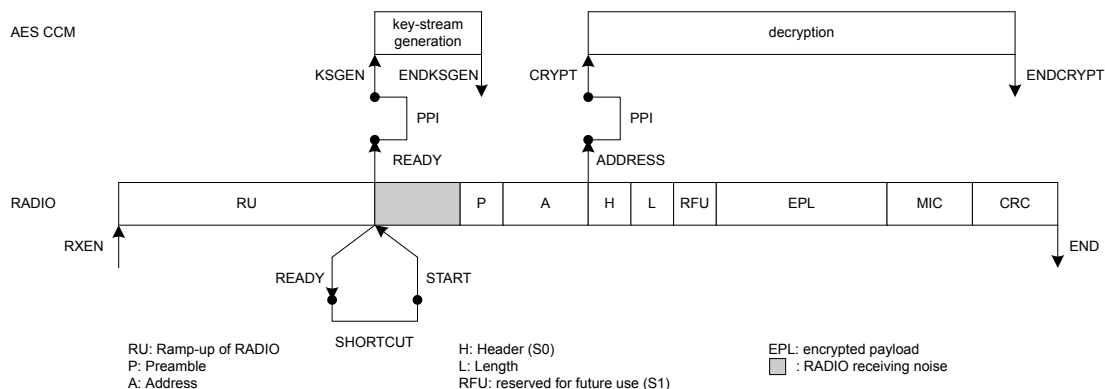 AES CCM
key-stream
generation
decryption
KSGEN
ENDKSGEN
CRYPT
ENDCRYPT
PPI
PPI
READY
ADDRESS
RADIO
RU
P
A
H
L
RFU
EPL
MIC
CRC
RXEN
END
READY
START
SHORTCUT
RU: Ramp-up of RADIO
P: Preamble
A: Address
H: Header (S0)
L: Length
RFU: reserved for future use (S1)
EPL: encrypted payload
: RADIO receiving noise